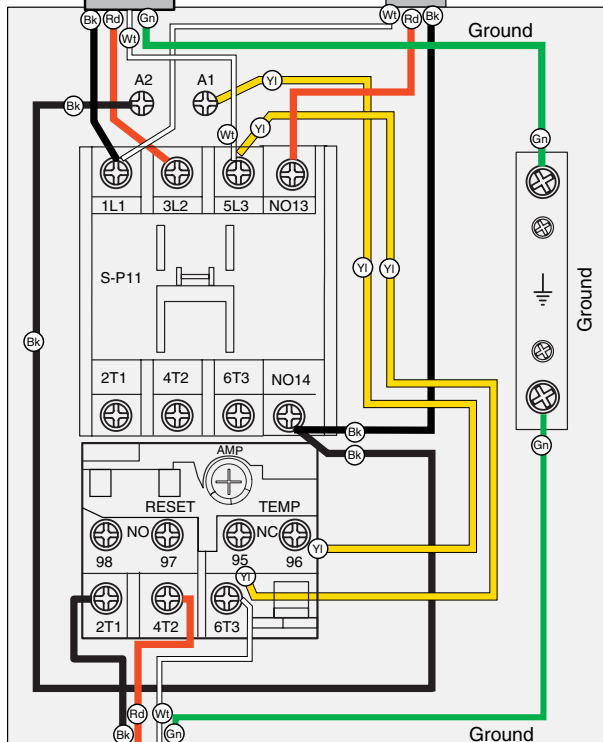 Bk Rd Gn Wt Rd Bk
Wt
Ground
A2 A1
Yl
Bk
Wt Yl
Gn
1L1 3L2 5L3 NO13
S-P11
Yl Yl
Ground
Bk
2T1 4T2 6T3 NO14
Bk
Bk
Gn
AMP
RESET TEMP
NO NC
98 97 95 96
Yl
Yl
2T1 4T2 6T3
Rd Wt
Bk Gn
Ground